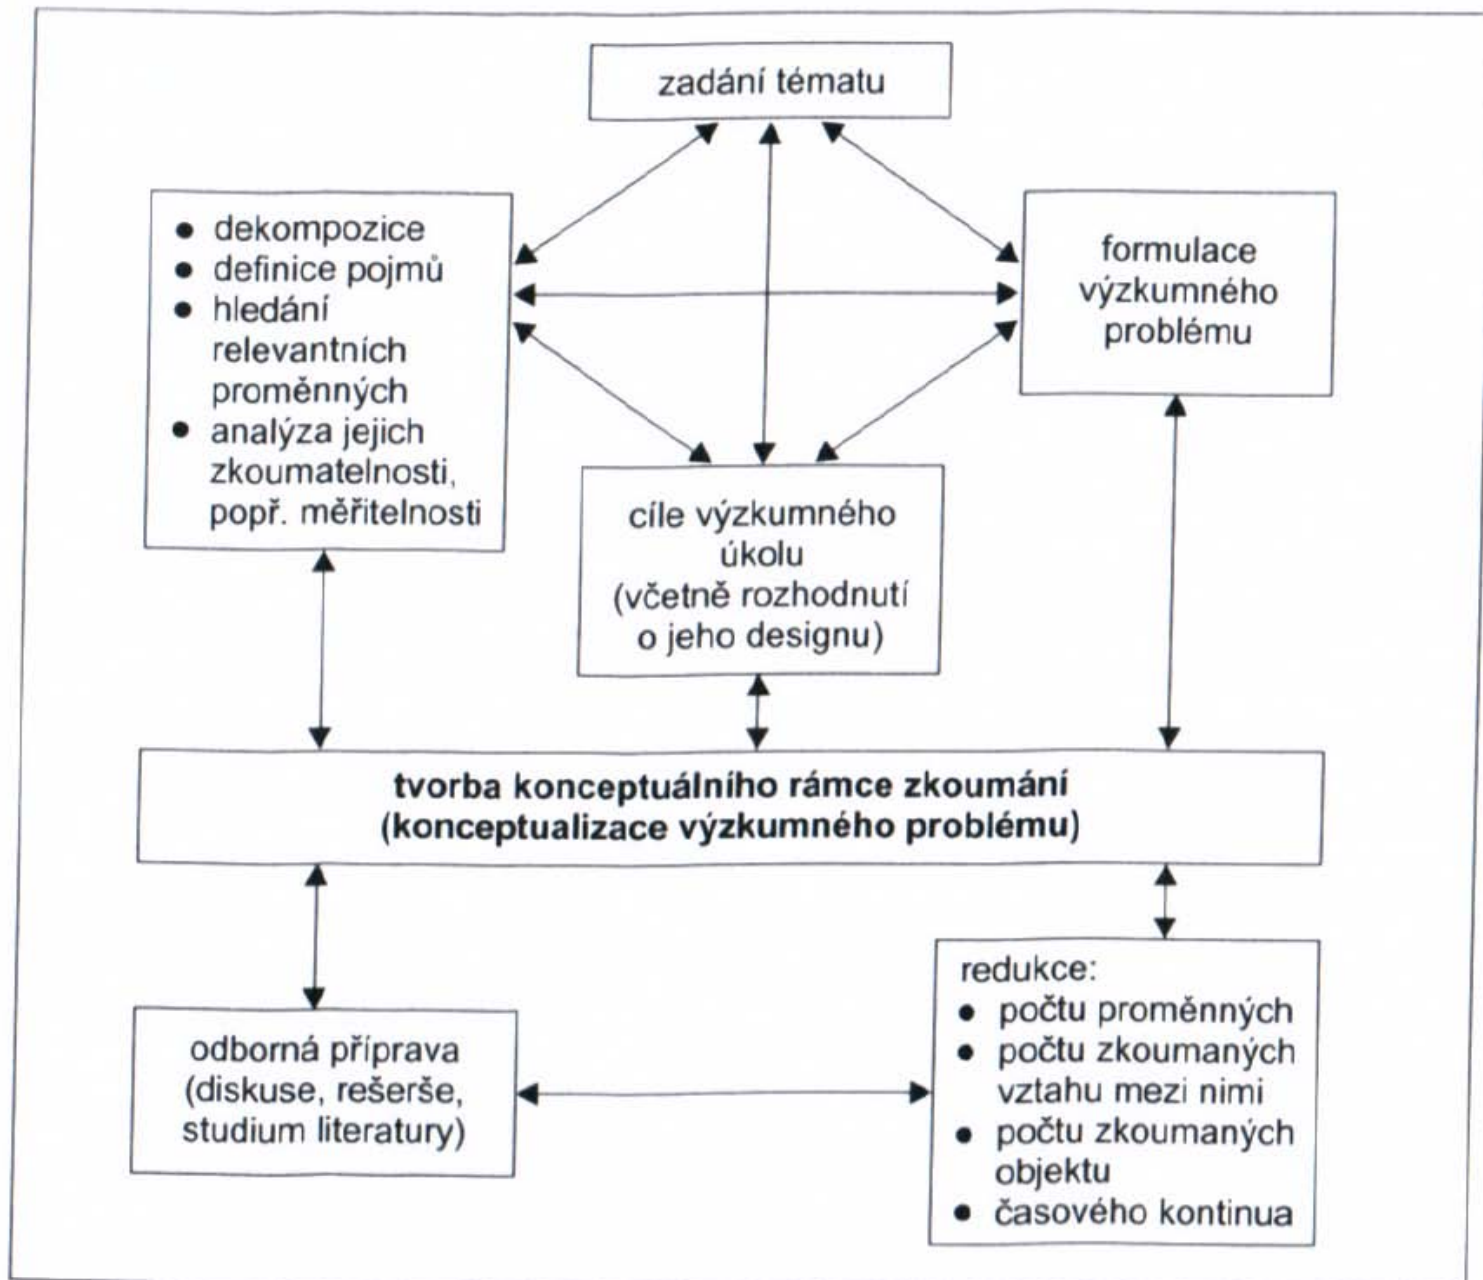 zadání tématu
● dekompozice
● definice pojmů
● hledání
relevantních
proměnných
● analýza jejich
zkoumatelnosti,
popř. měřitelnosti
formulace
výzkumného
problému
cíle výzkumného
úkolu
(včetně rozhodnutí
o jeho designu)
tvorba konceptuálního rámce zkoumání
(konceptualizace výzkumného problému)
odborná příprava
(diskuse, rešerše,
studium literatury)
redukce:
● počtu proměnných
● počtu zkoumaných
vztahu mezi nimi
● počtu zkoumaných
objektu
● časového kontinua